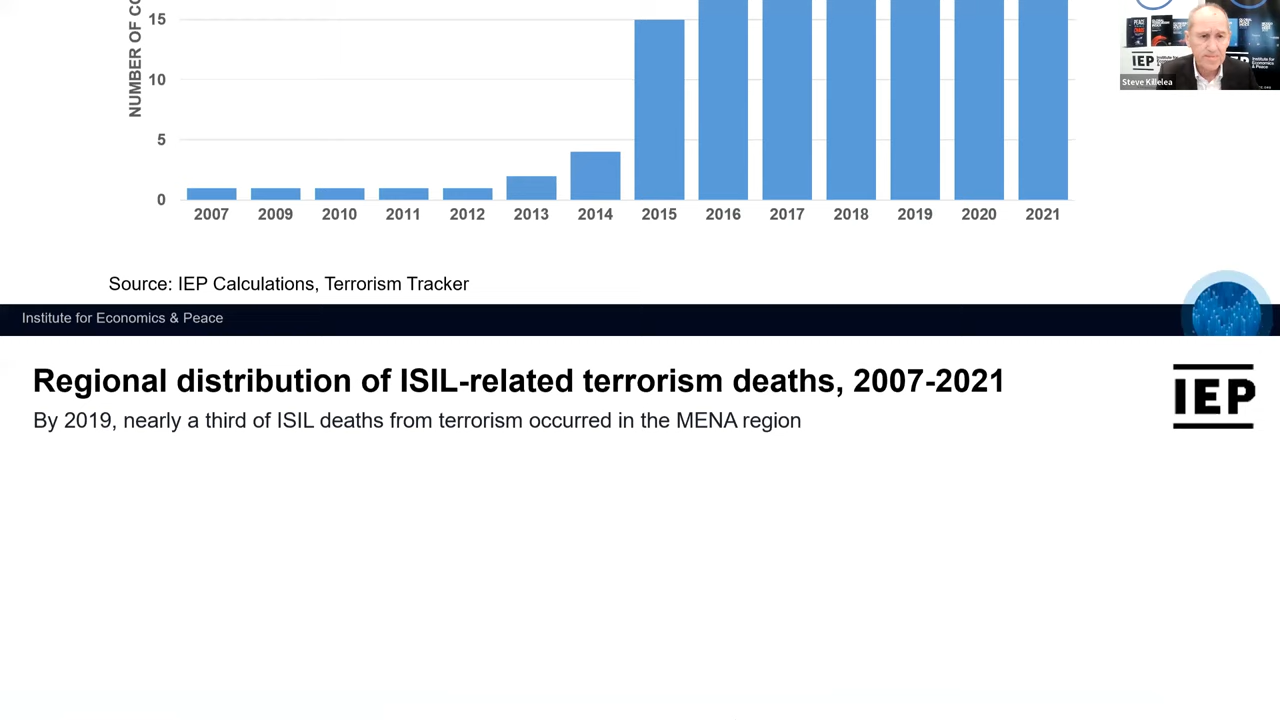 NUMBER OF CO
15
10
5
0
2007 2009 2010 2011 2012 2013 2014 2015 2016 2017 2018 2019 2020 2021
Steve Killelea
IEP
Source: IEP Calculations, Terrorism Tracker
Institute for Economics & Peace
Regional distribution of ISIL-related terrorism deaths, 2007-2021
By 2019, nearly a third of ISIL deaths from terrorism occurred in the MENA region
IEP